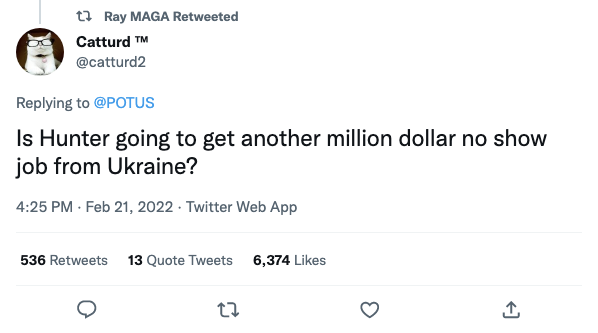 Ray MAGA Retweeted
Catturd ™
@catturd2
Replying to @POTUS
Is Hunter going to get another million dollar no show
job from Ukraine?
4:25 PM · Feb 21, 2022 · Twitter Web App
536 Retweets 13 Quote Tweets 6,374 Likes